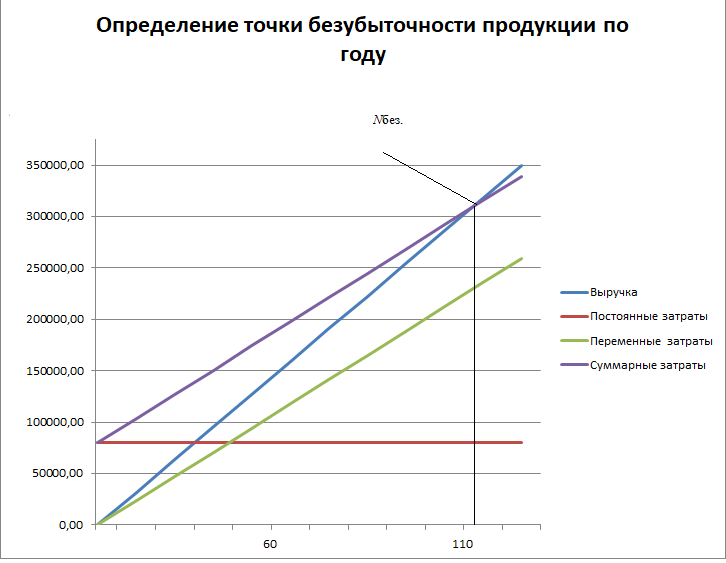 Определение точки безубыточности продукции по
году
Nбез.
350000,00
300000,00
250000,00
200000,00
150000,00
100000,00
50000,00
0,00
60
110
Выручка
Постоянные затраты
Переменные затраты
Суммарные затраты